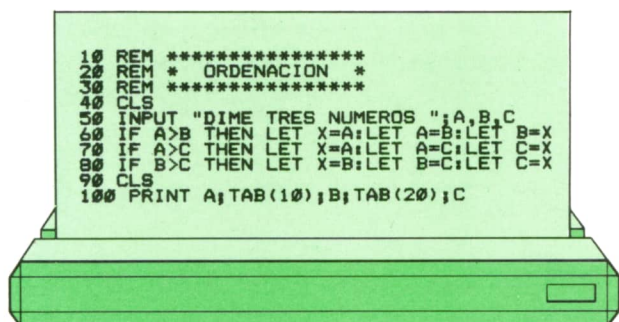 10 REM ****************
20 REM *  ORDENACION  *
30 REM ****************
40 CLS
50 INPUT "DIME TRES NUMEROS ";A,B,C
60 IF A>B THEN LET X=A:LET A=B:LET B=X
70 IF A>C THEN LET X=A:LET A=C:LET C=X
80 IF B>C THEN LET X=B:LET B=C:LET C=X
90 CLS
100 PRINT A;TAB(10);B;TAB(20);C